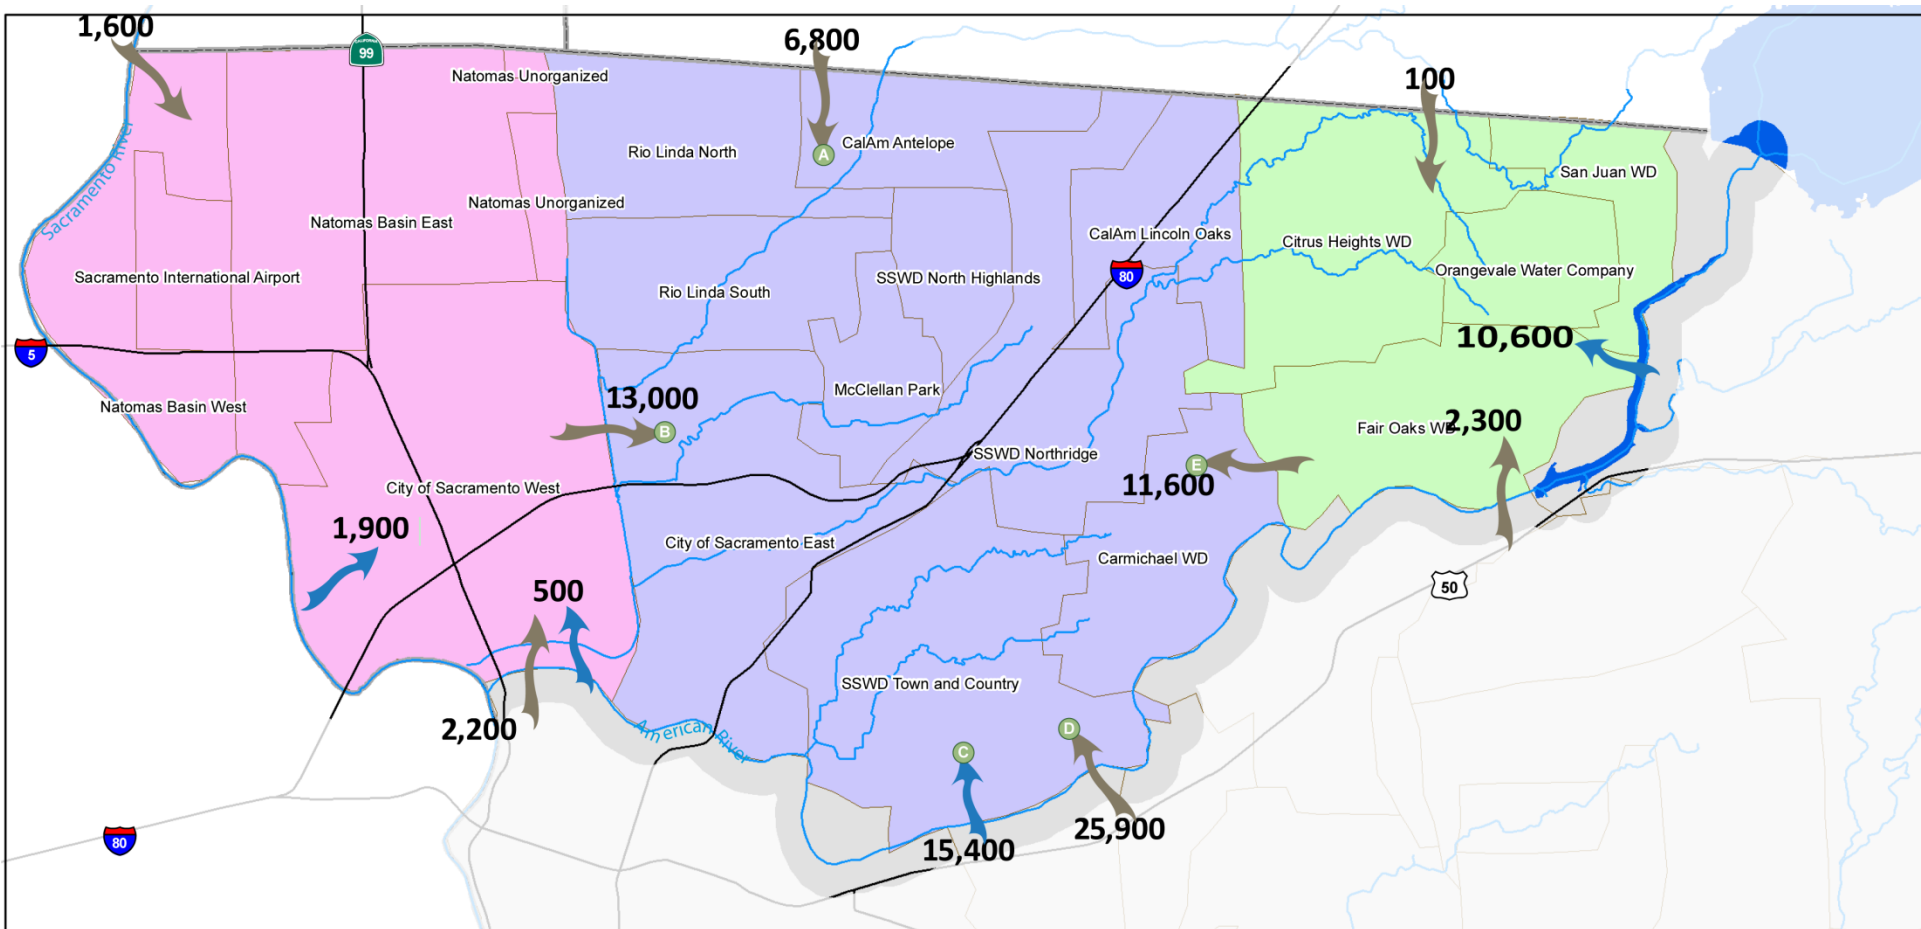 1,600
CALIFORNIA
99
6,800
100
Natomas Unorganized
Sacramento River
Rio Linda North
A
CalAm Antelope
San Juan WD
Natomas Unorganized
Natomas Basin East
CalAm Lincoln Oaks
Citrus Heights WD
Sacramento International Airport
SSWD North Highlands
80
Orangevale Water Company
Rio Linda South
5
10,600
McClellan Park
Natomas Basin West
13,000
B
2,300
Fair Oaks WD
SSWD Northridge
E
11,600
City of Sacramento West
1,900
City of Sacramento East
Carmichael WD
50
500
SSWD Town and Country
2,200
American River
D
C
25,900
80
15,400